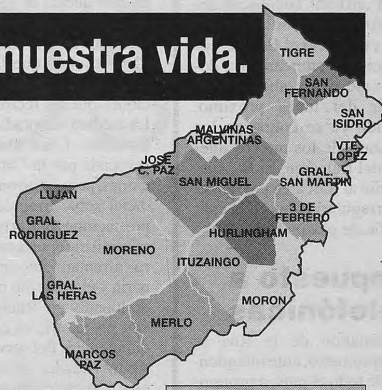 nuestra vida.
TIGRE
SAN
FERNANDO
SAN
ISIDRO
MALVINAS
ARGENTINAS
VTE.
LOPEZ
JOSE
C. PAZ
SAN MIGUEL
GRAL.
SAN MARTIN
LUJAN
3 DE
FEBRERO
GRAL.
RODRIGUEZ
HURLINGHAM
MORENO
ITUZAINGO
GRAL.
LAS HERAS
MORON
MERLO
MARCOS
PAZ